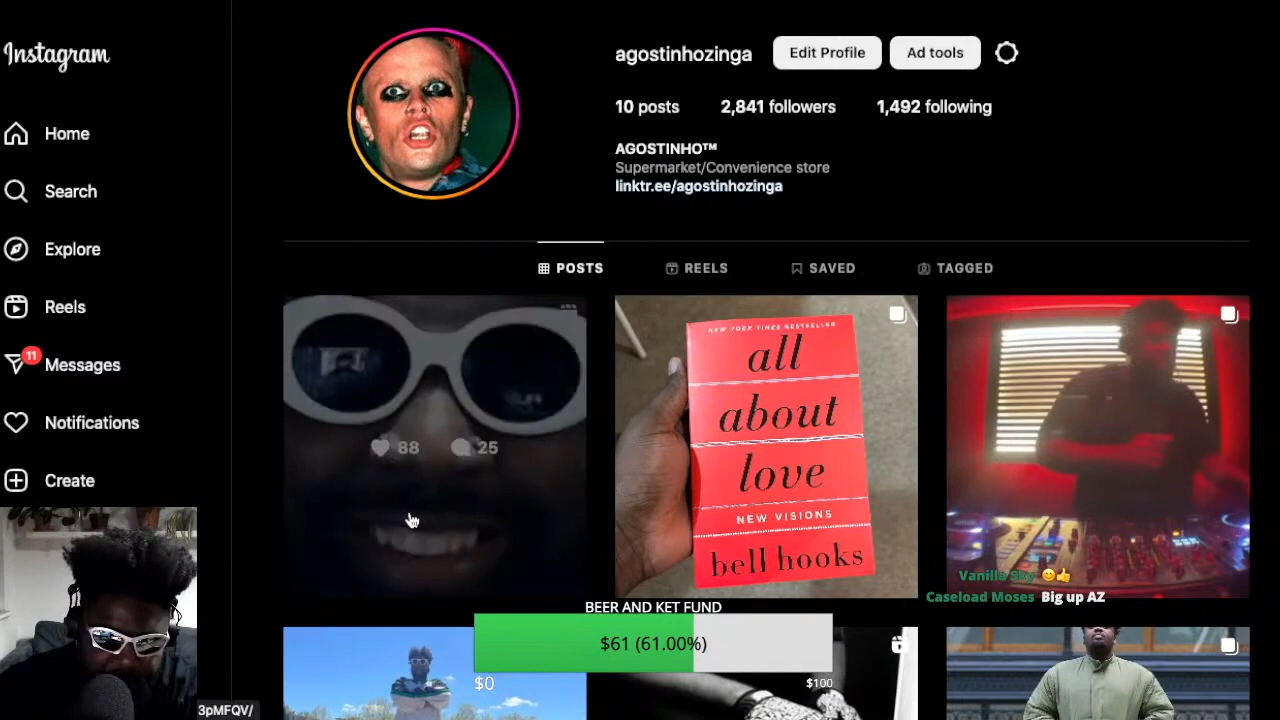 Instagram
Home
Search
Explore
Reels
11
Messages
Notifications
Create
agostinhozinga
Edit Profile
Ad tools
10 posts
2,841 followers
1,492 following
AGOSTINHO™
Supermarket/Convenience store
linktr.ee/agostinhozinga
POSTS
REELS
SAVED
TAGGED
88
25
NEW YORK TIMES BESTSELLER
all
about
love
NEW VISIONS
bell hooks
Vanilla Sky 😊👍
Caseload Moses Big up AZ
BEER AND KET FUND
$61 (61.00%)
$0
$100
3pMFQV/